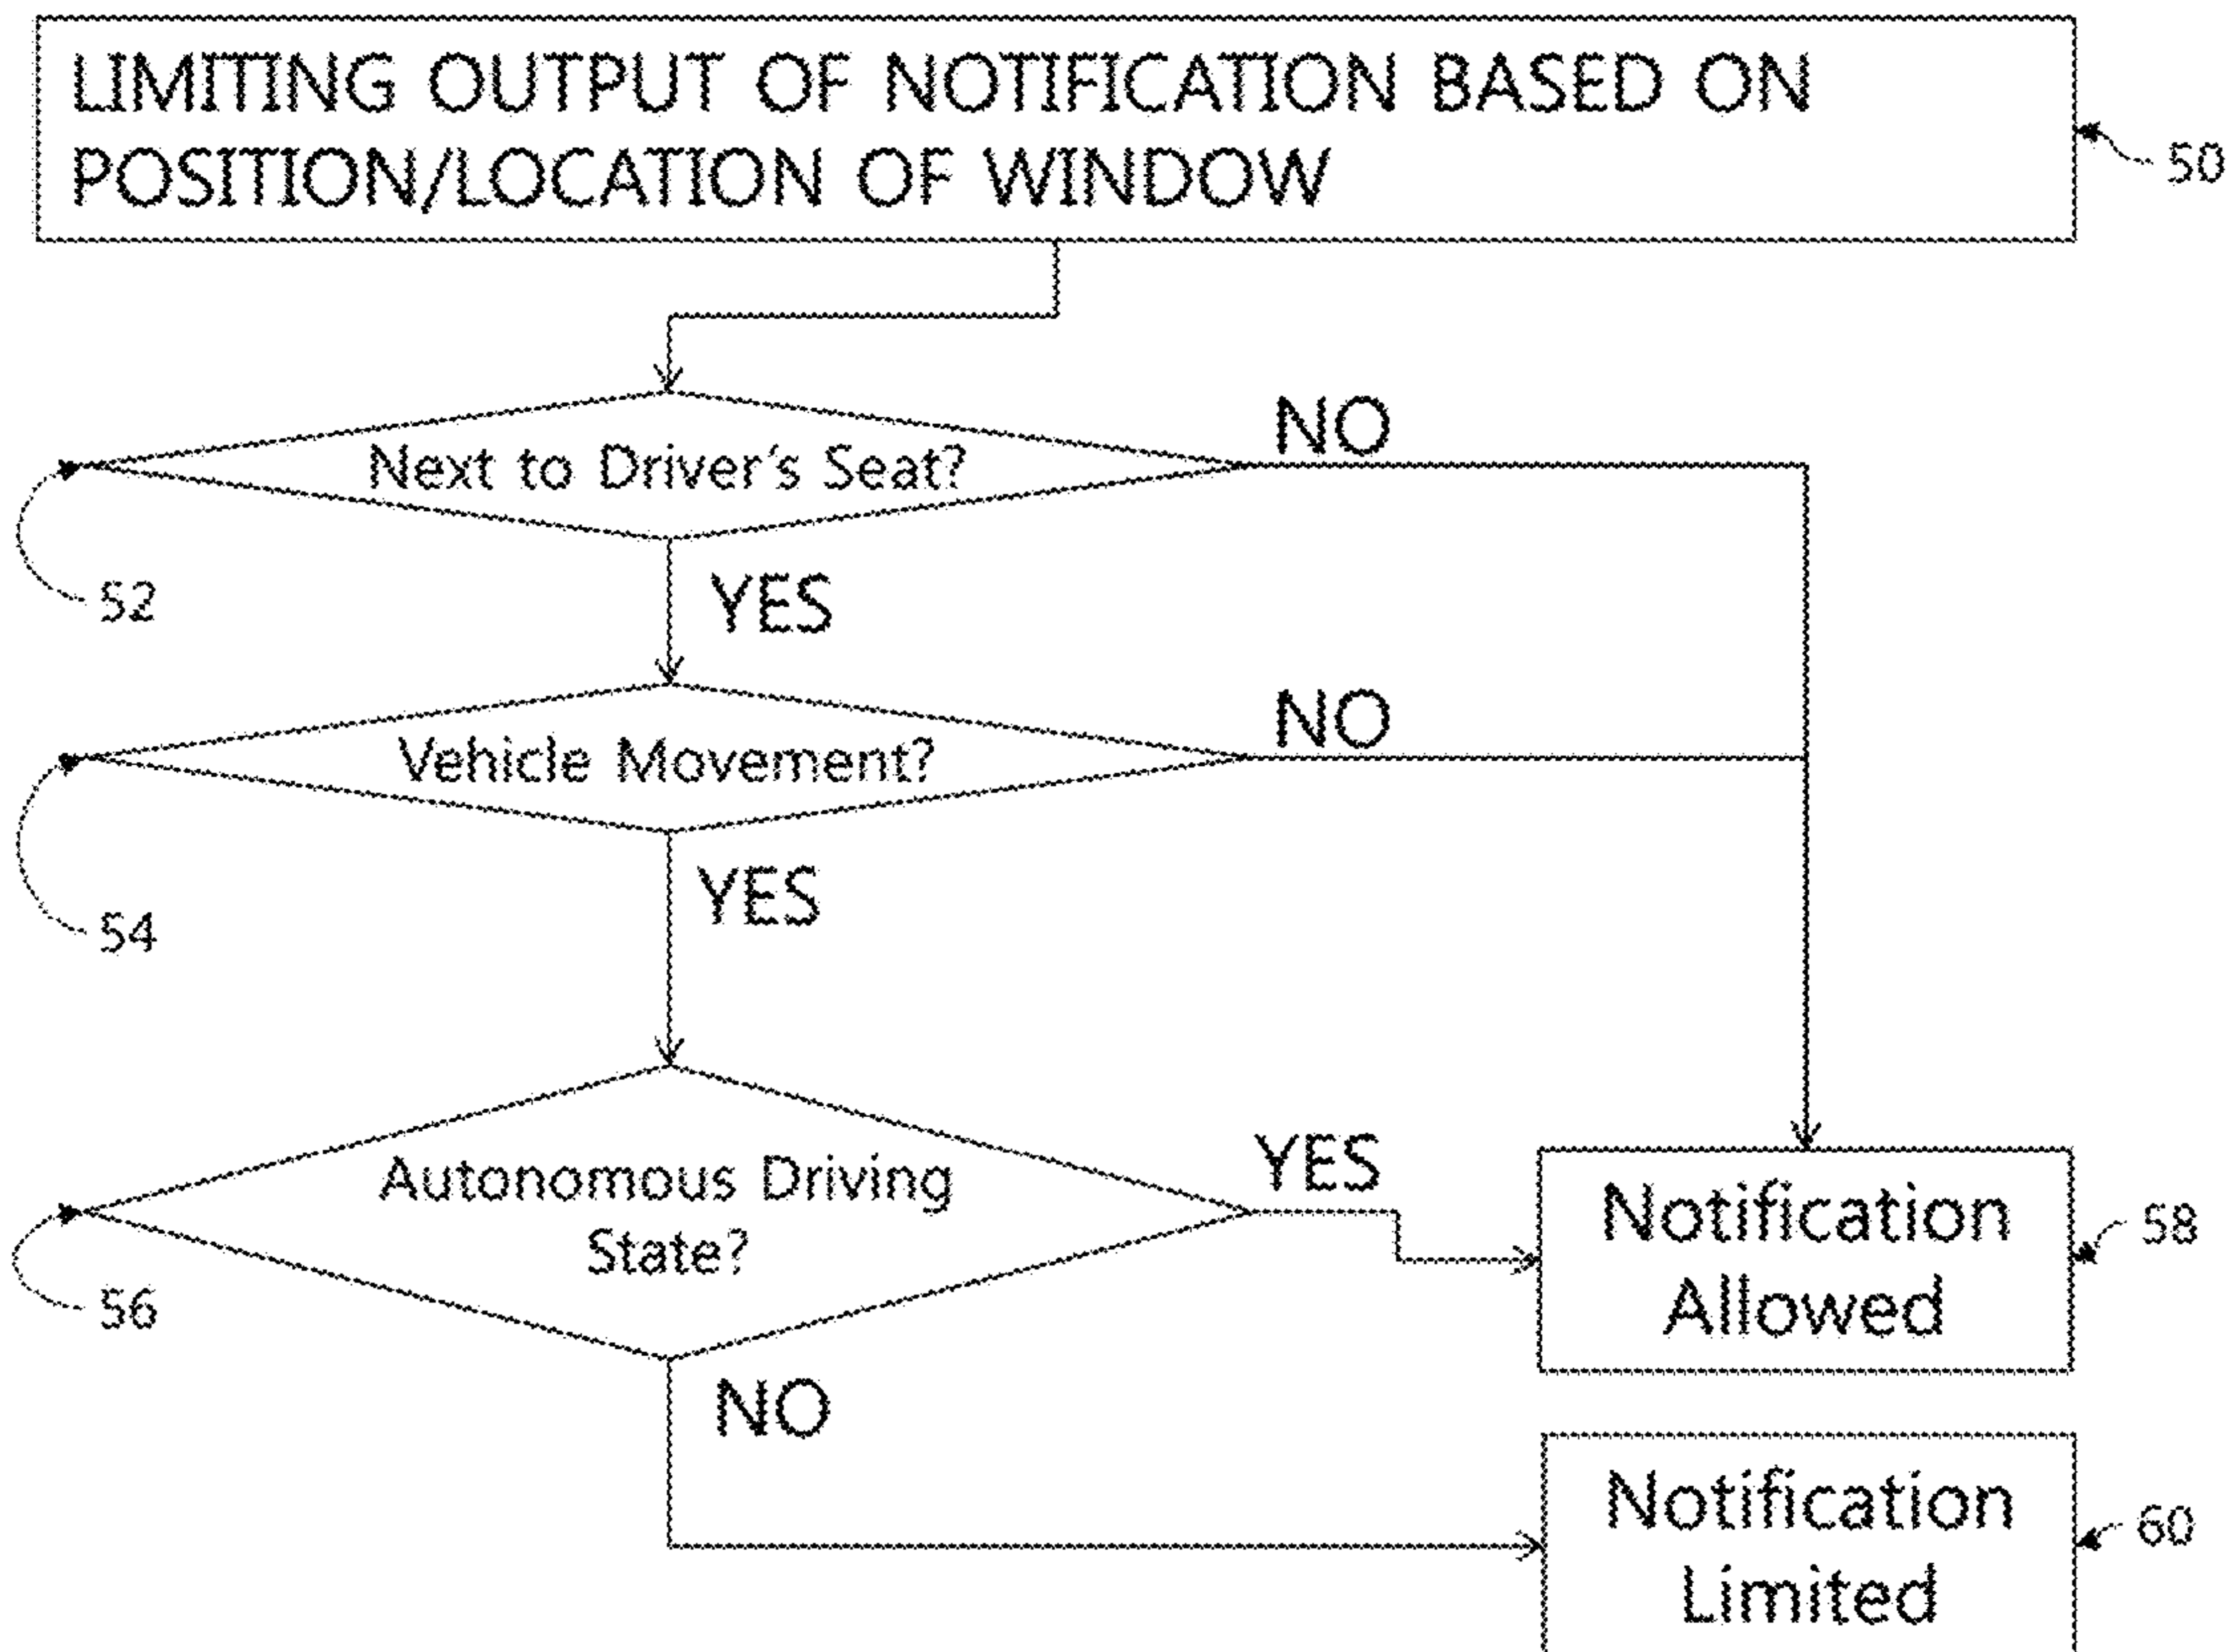 LIMITING OUTPUT OF NOTIFICATION BASED ON
POSITION/LOCATION OF WINDOW
50
NO
Next to Driver's Seat?
52
YES
NO
Vehicle Movement?
YES
54
YES
Autonomous Driving
State?
56
Notification
Allowed
58
NO
Notification
Limited
60